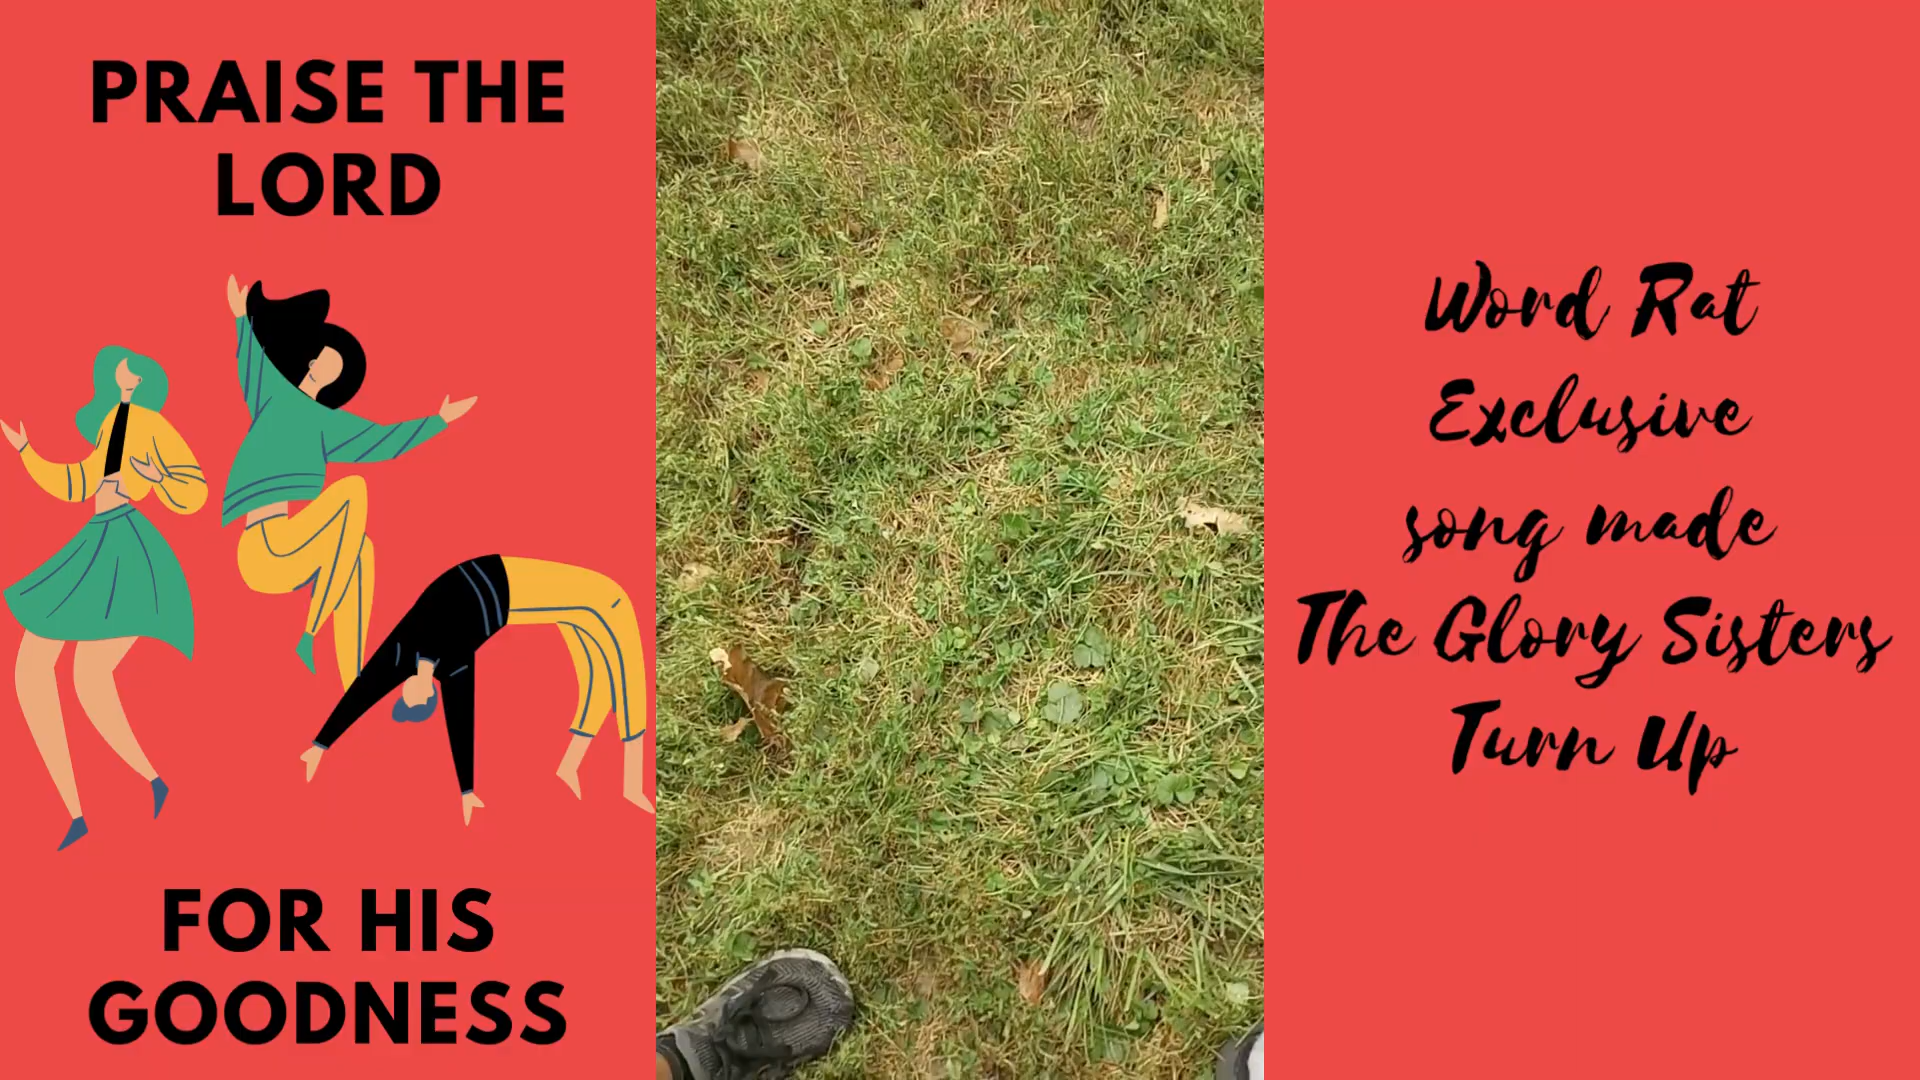 PRAISE THE
LORD
FOR HIS
GOODNESS
Word Rat
Exclusive
song made
The Glory Sisters
Turn Up